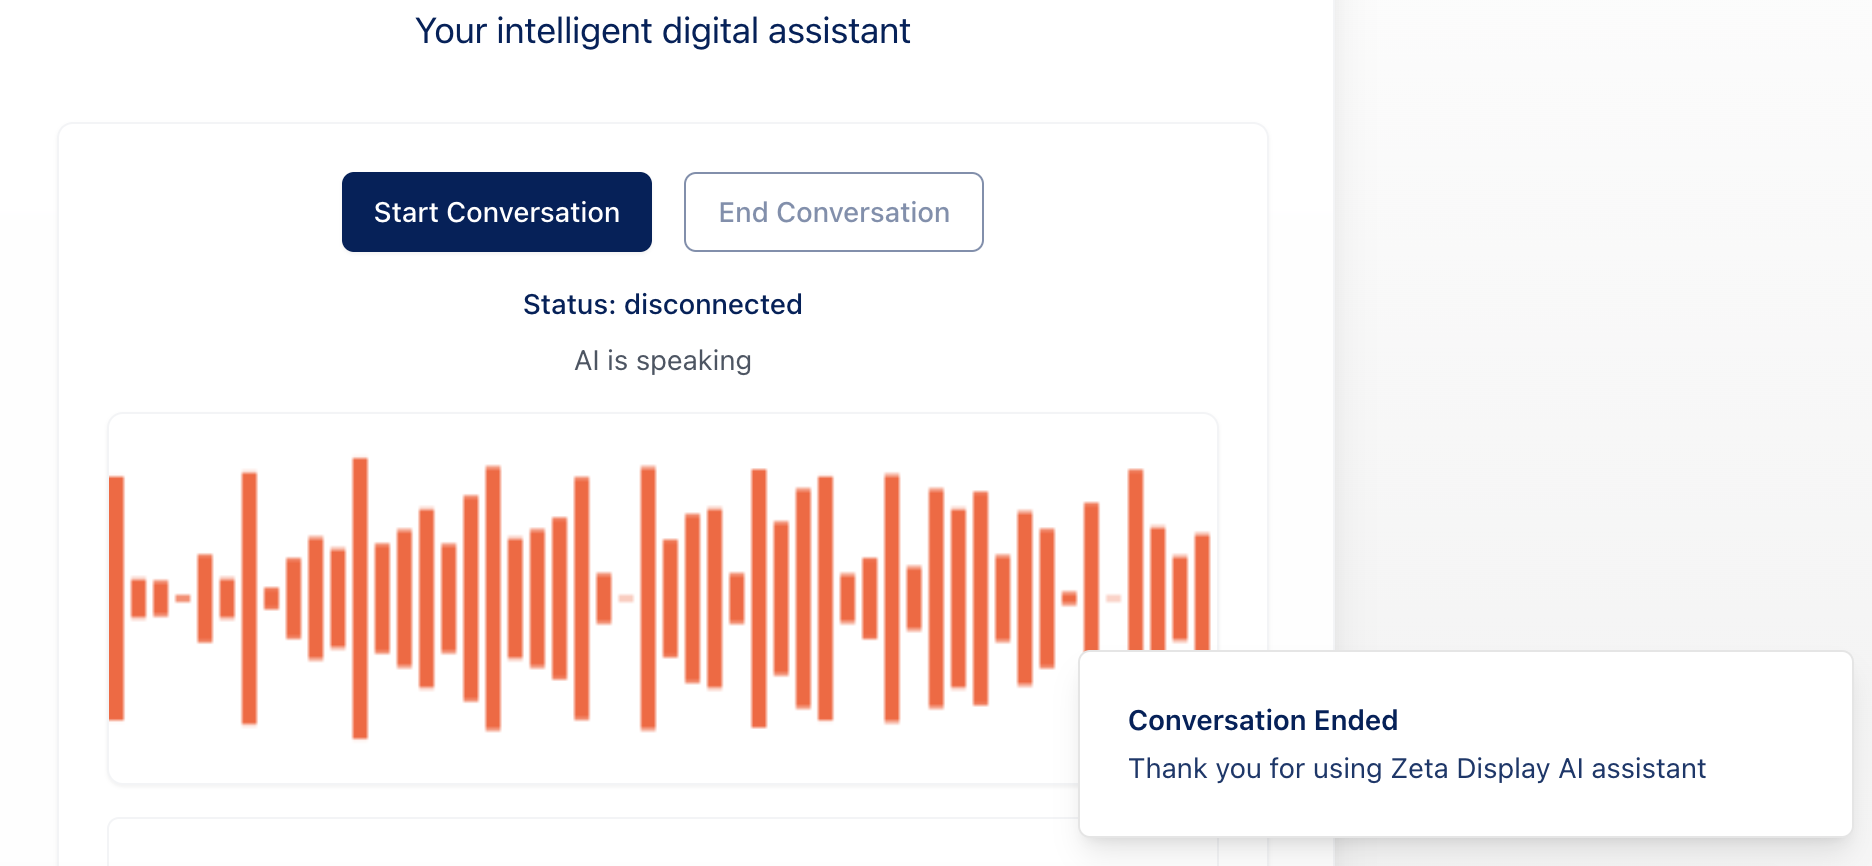 Your intelligent digital assistant
Start Conversation
End Conversation
Status: disconnected
AI is speaking
Conversation Ended
Thank you for using Zeta Display AI assistant